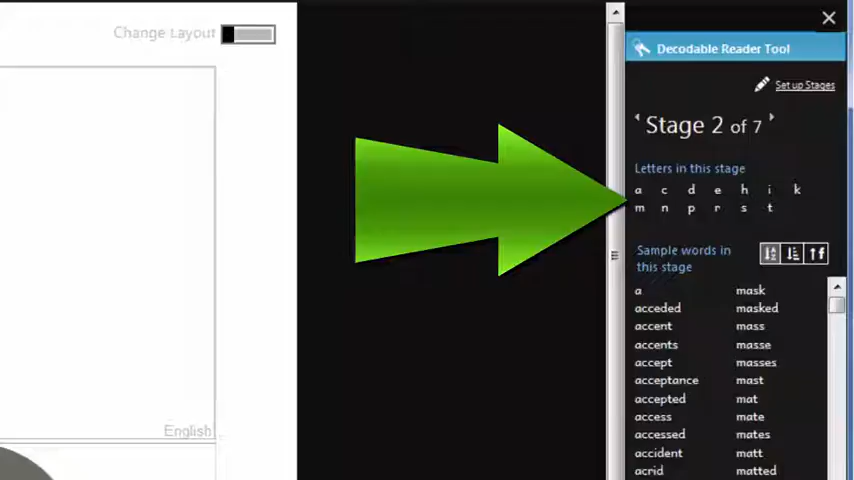 Change Layout
English
Decodable Reader Tool
Set up Stages
Stage 2 of 7
Letters in this stage
a c d e h i k
m n p r s t
Sample words in
this stage
a mask
acceded masked
accent mass
accents masse
accept masses
acceptance mast
accepted mat
access mate
accessed mates
accident matt
acrid matted